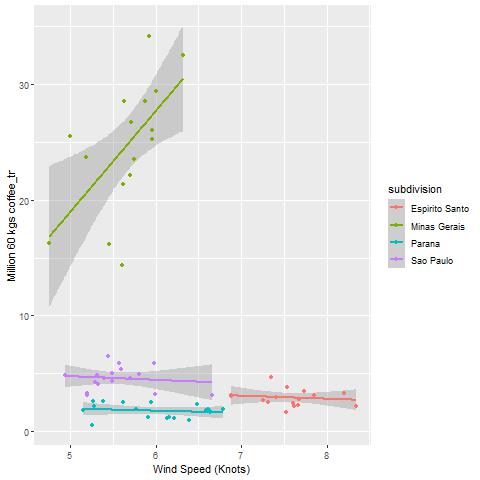 30
20
10
0
Million 60 kgs coffee_tr
5
6
7
8
Wind Speed (Knots)
subdivision
Espirito Santo
Minas Gerais
Parana
Sao Paulo